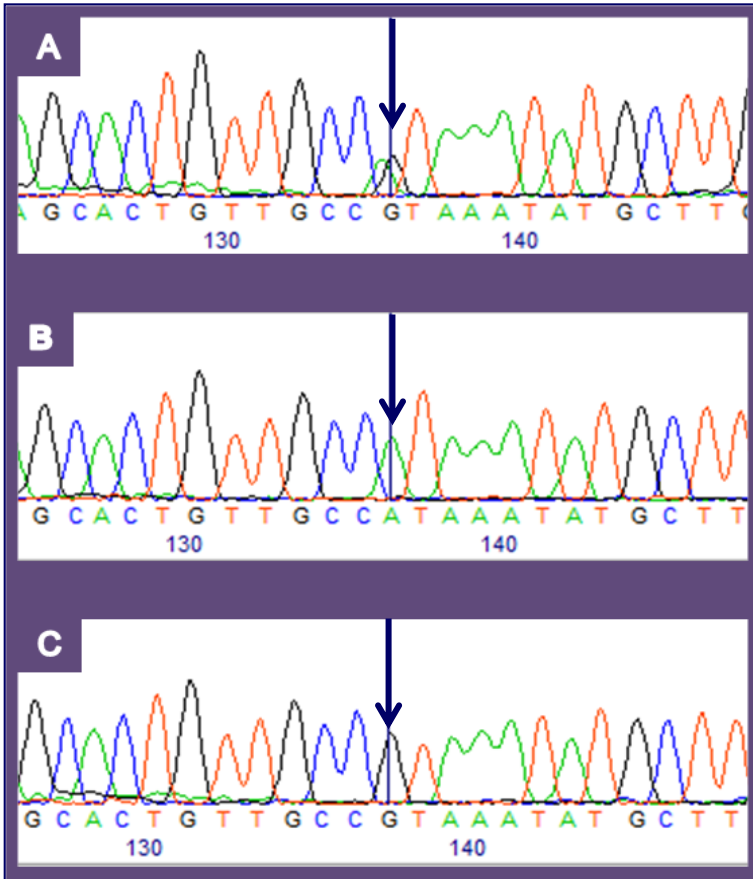 A
A G C A C T G T T G C C G T A A A T A T G C T T G
130 140
B
G C A C T G T T G C C A T A A A T A T G C T T
130 140
C
G C A C T G T T G C C G T A A A T A T G C T T
130 140